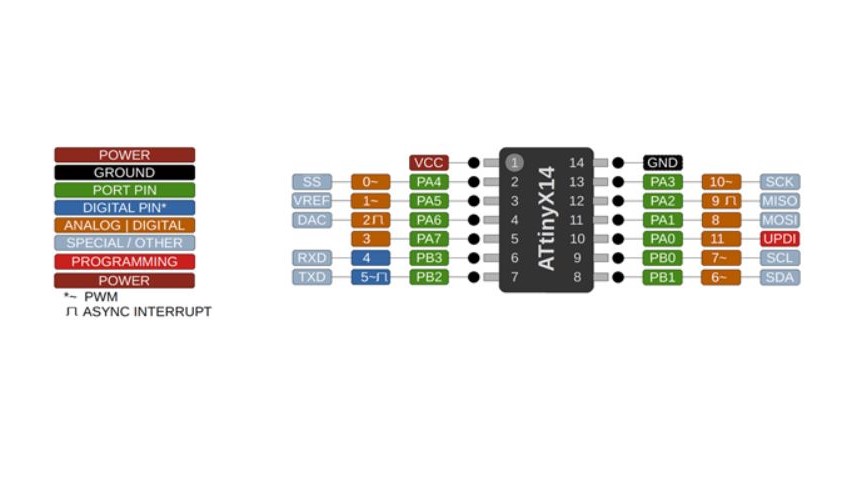 POWER
GROUND
PORT PIN
DIGITAL PIN*
ANALOG | DIGITAL
SPECIAL / OTHER
PROGRAMMING
POWER
*~ PWM
ASYNC INTERRUPT
VCC 1 14 GND
SS 0~ PA4 2 13 PA3 10~ SCK
VREF 1~ PA5 3 12 PA2 9 MISO
DAC 2 PA6 4 11 PA1 8 MOSI
3 PA7 5 10 PA0 11 UPDI
RXD 4 PB3 6 9 PB0 7~ SCL
TXD 5~ PB2 7 8 PB1 6~ SDA
ATtinyX14